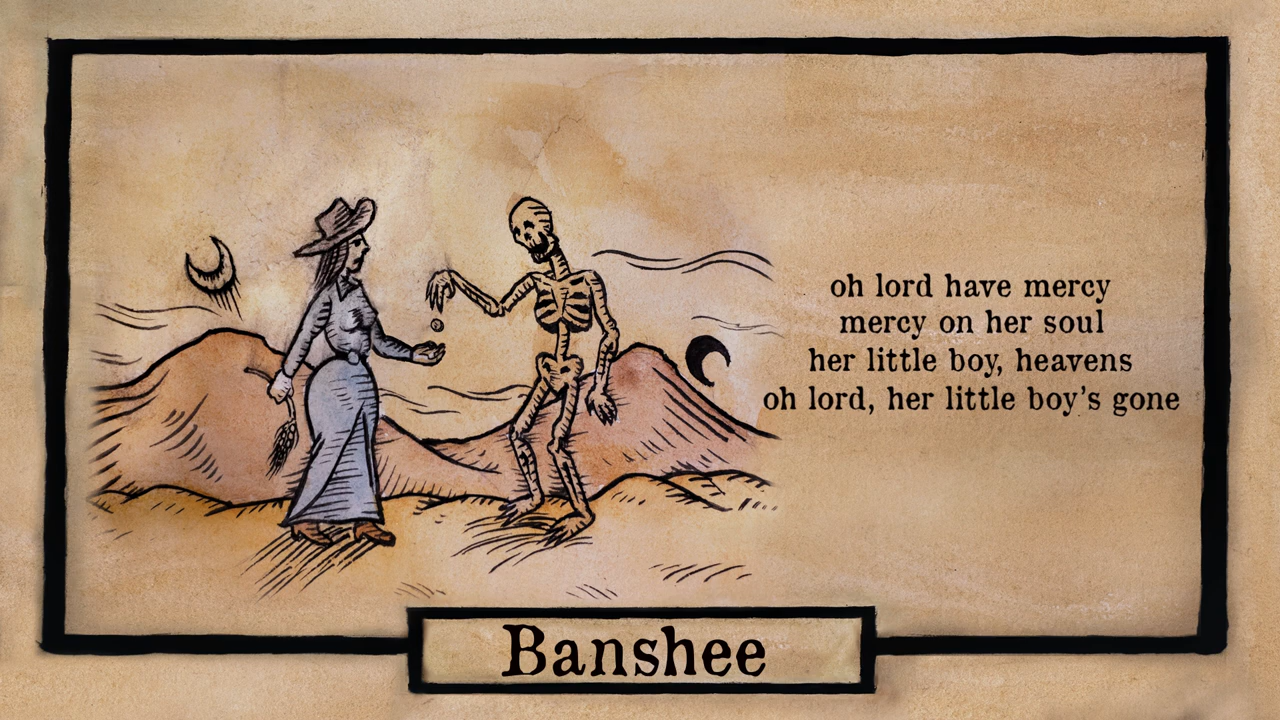 oh lord have mercy
mercy on her soul
her little boy, heavens
oh lord, her little boy's gone
Banshee